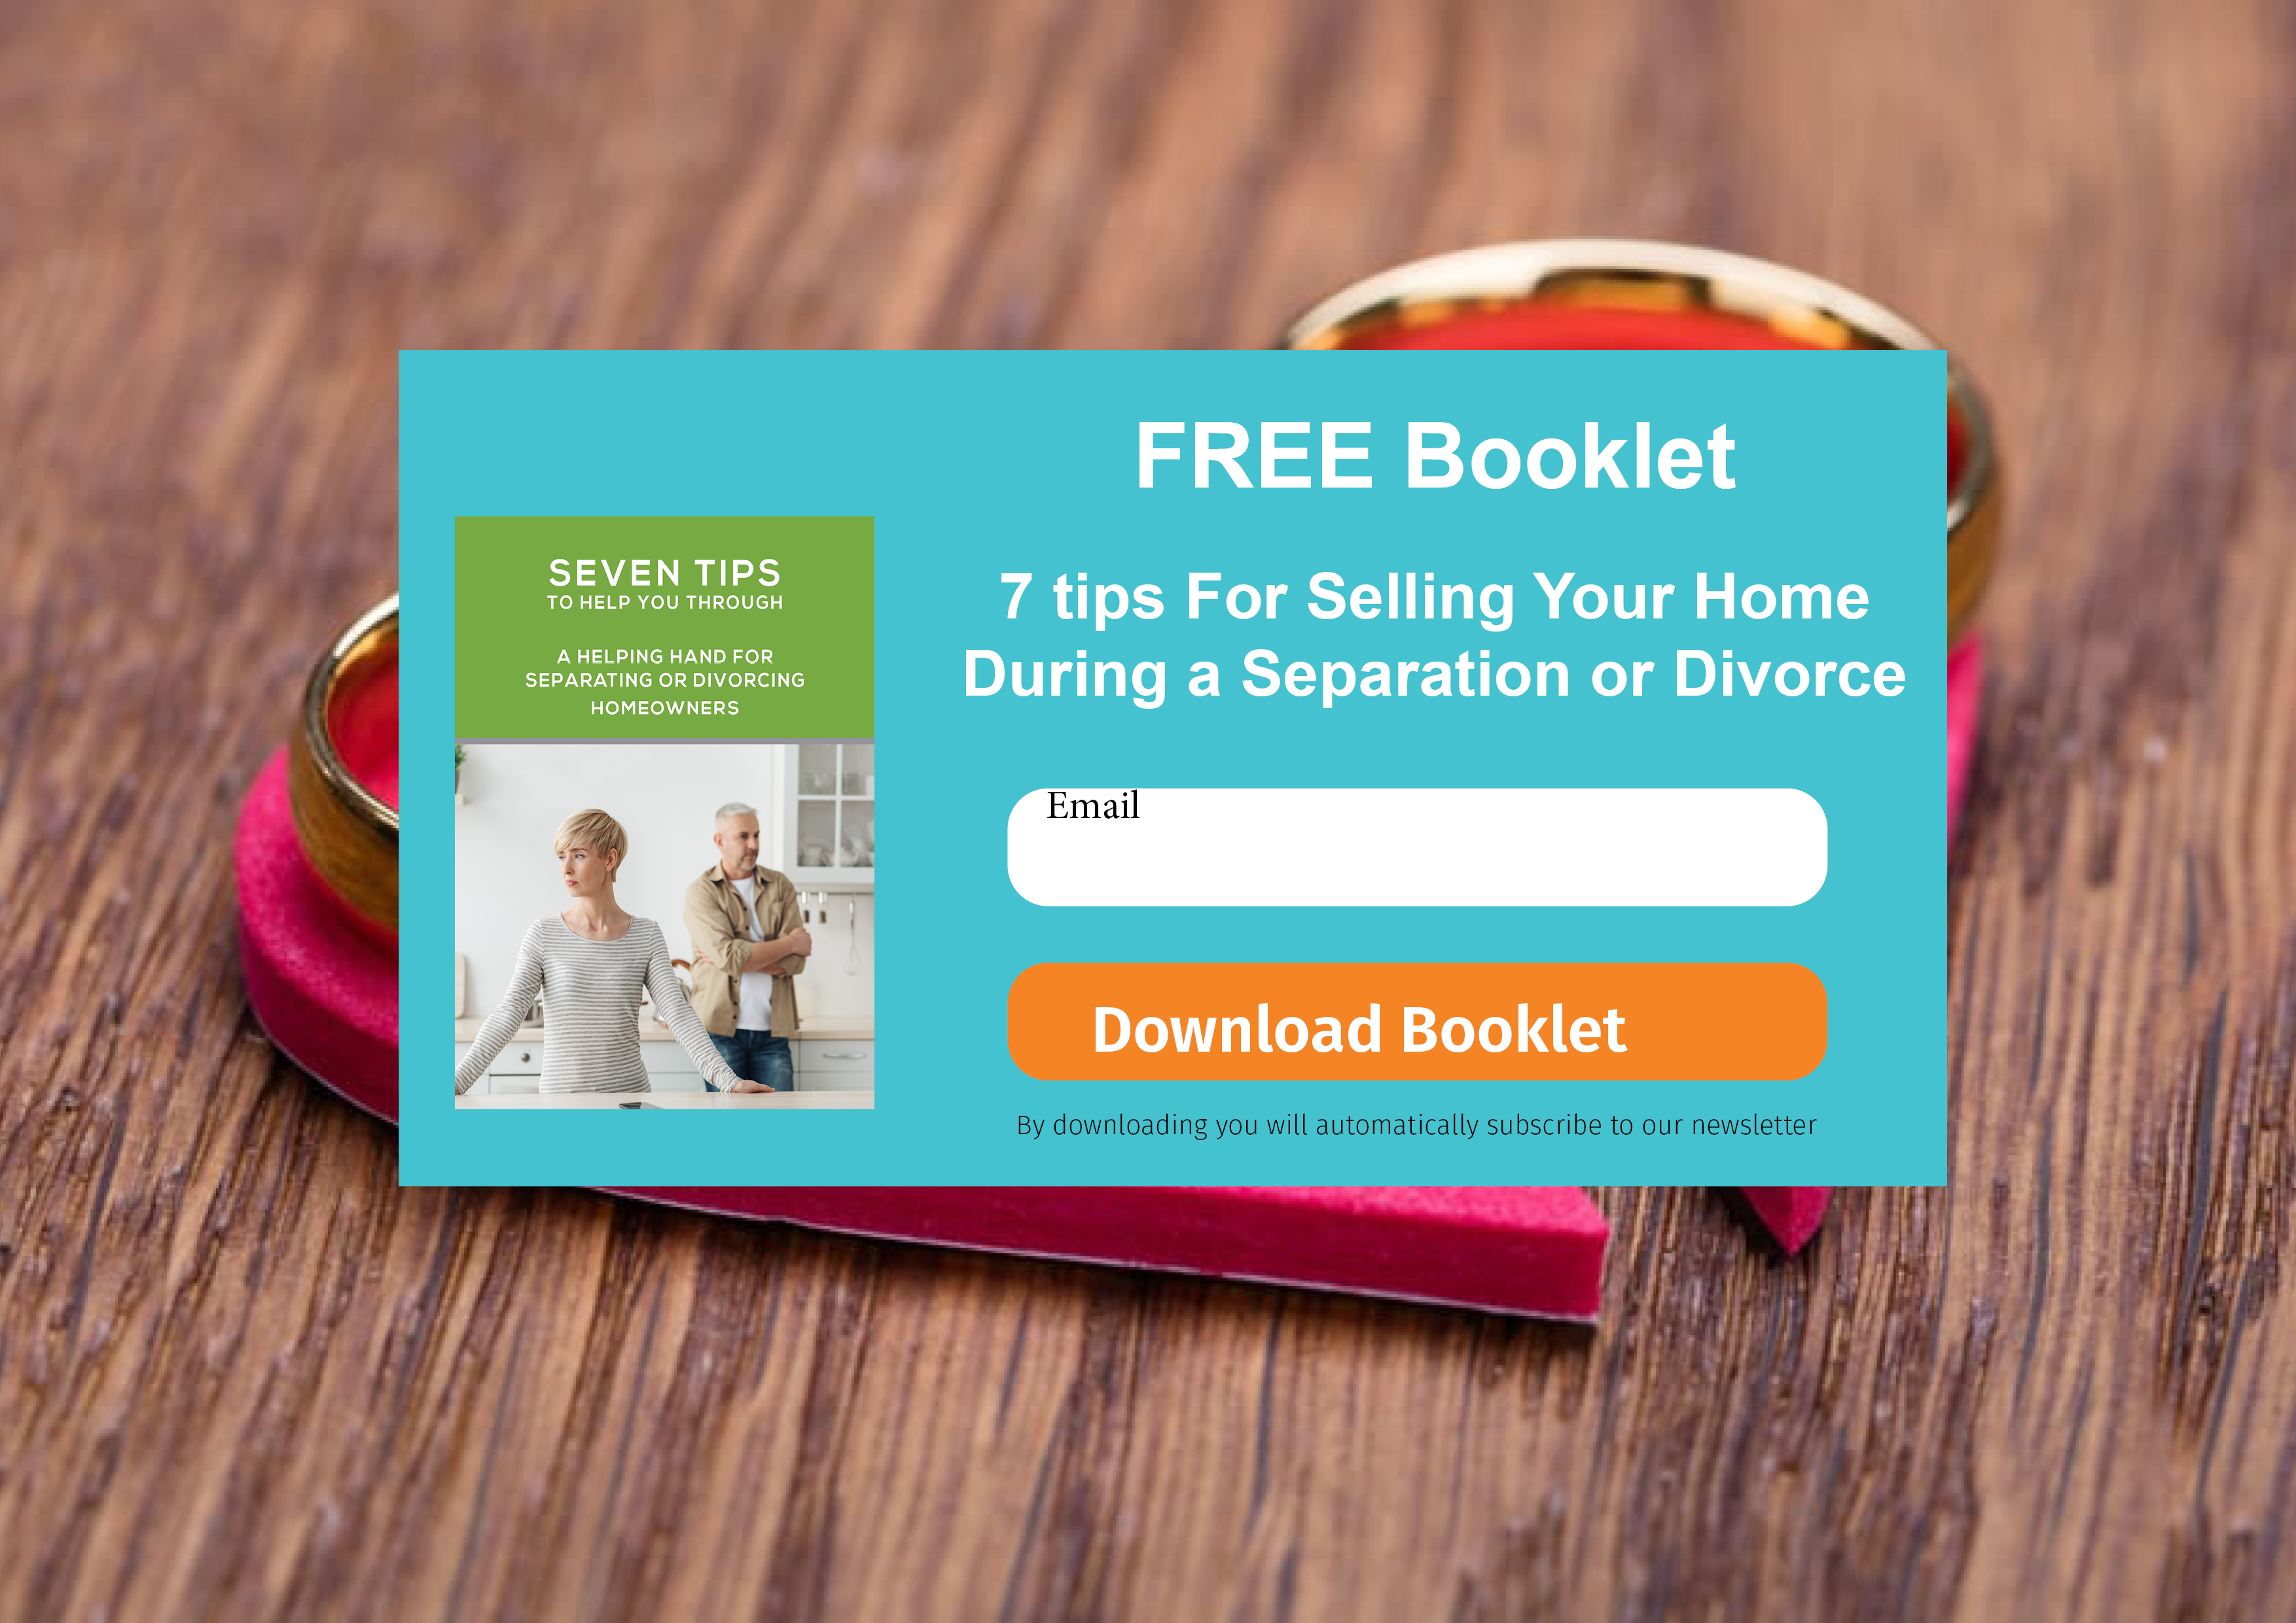 FREE Booklet
7 tips For Selling Your Home
During a Separation or Divorce
SEVEN TIPS
TO HELP YOU THROUGH
A HELPING HAND FOR
SEPARATING OR DIVORCING
HOMEOWNERS
Email
Download Booklet
By downloading you will automatically subscribe to our newsletter